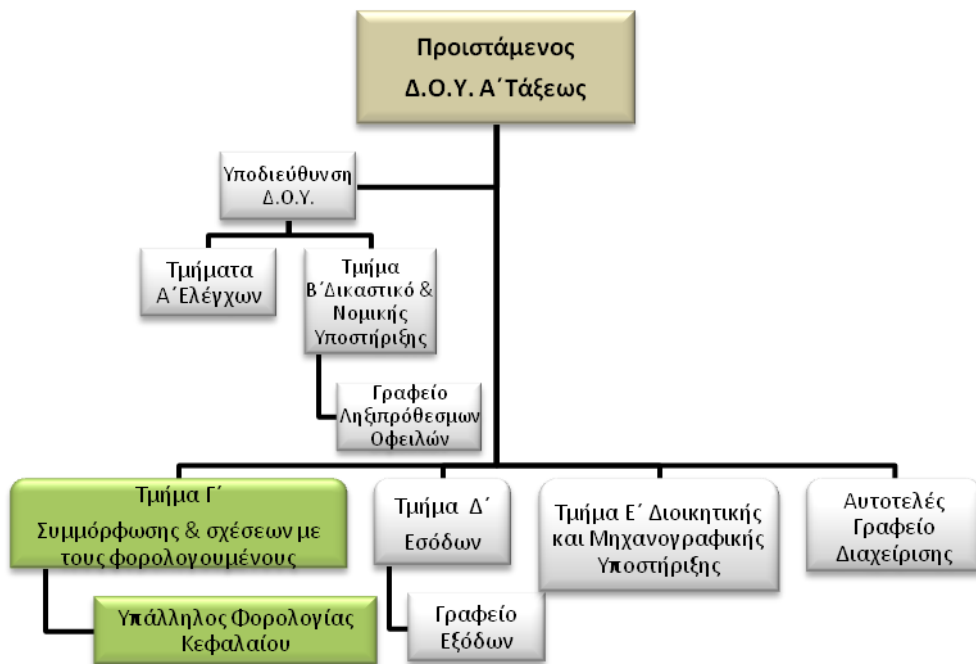 Προιστάμενος
Δ.Ο.Υ. Α΄Τάξεως
Υποδιεύθυνση
Δ.Ο.Υ.
Τμήματα
Α΄Ελέγχων
Τμήμα
Β΄Δικαστικό &
Νομικής
Υποστήριξης
Γραφείο
Ληξιπρόθεσμων
Οφειλών
Τμήμα Γ΄
Συμμόρφωσης & σχέσεων με
τους φορολογουμένους
Υπάλληλος Φορολογίας
Κεφαλαίου
Τμήμα Δ΄
Εσόδων
Γραφείο
Εξόδων
Τμήμα Ε΄ Διοικητικής
και Μηχανογραφικής
Υποστήριξης
Αυτοτελές
Γραφείο
Διαχείρισης